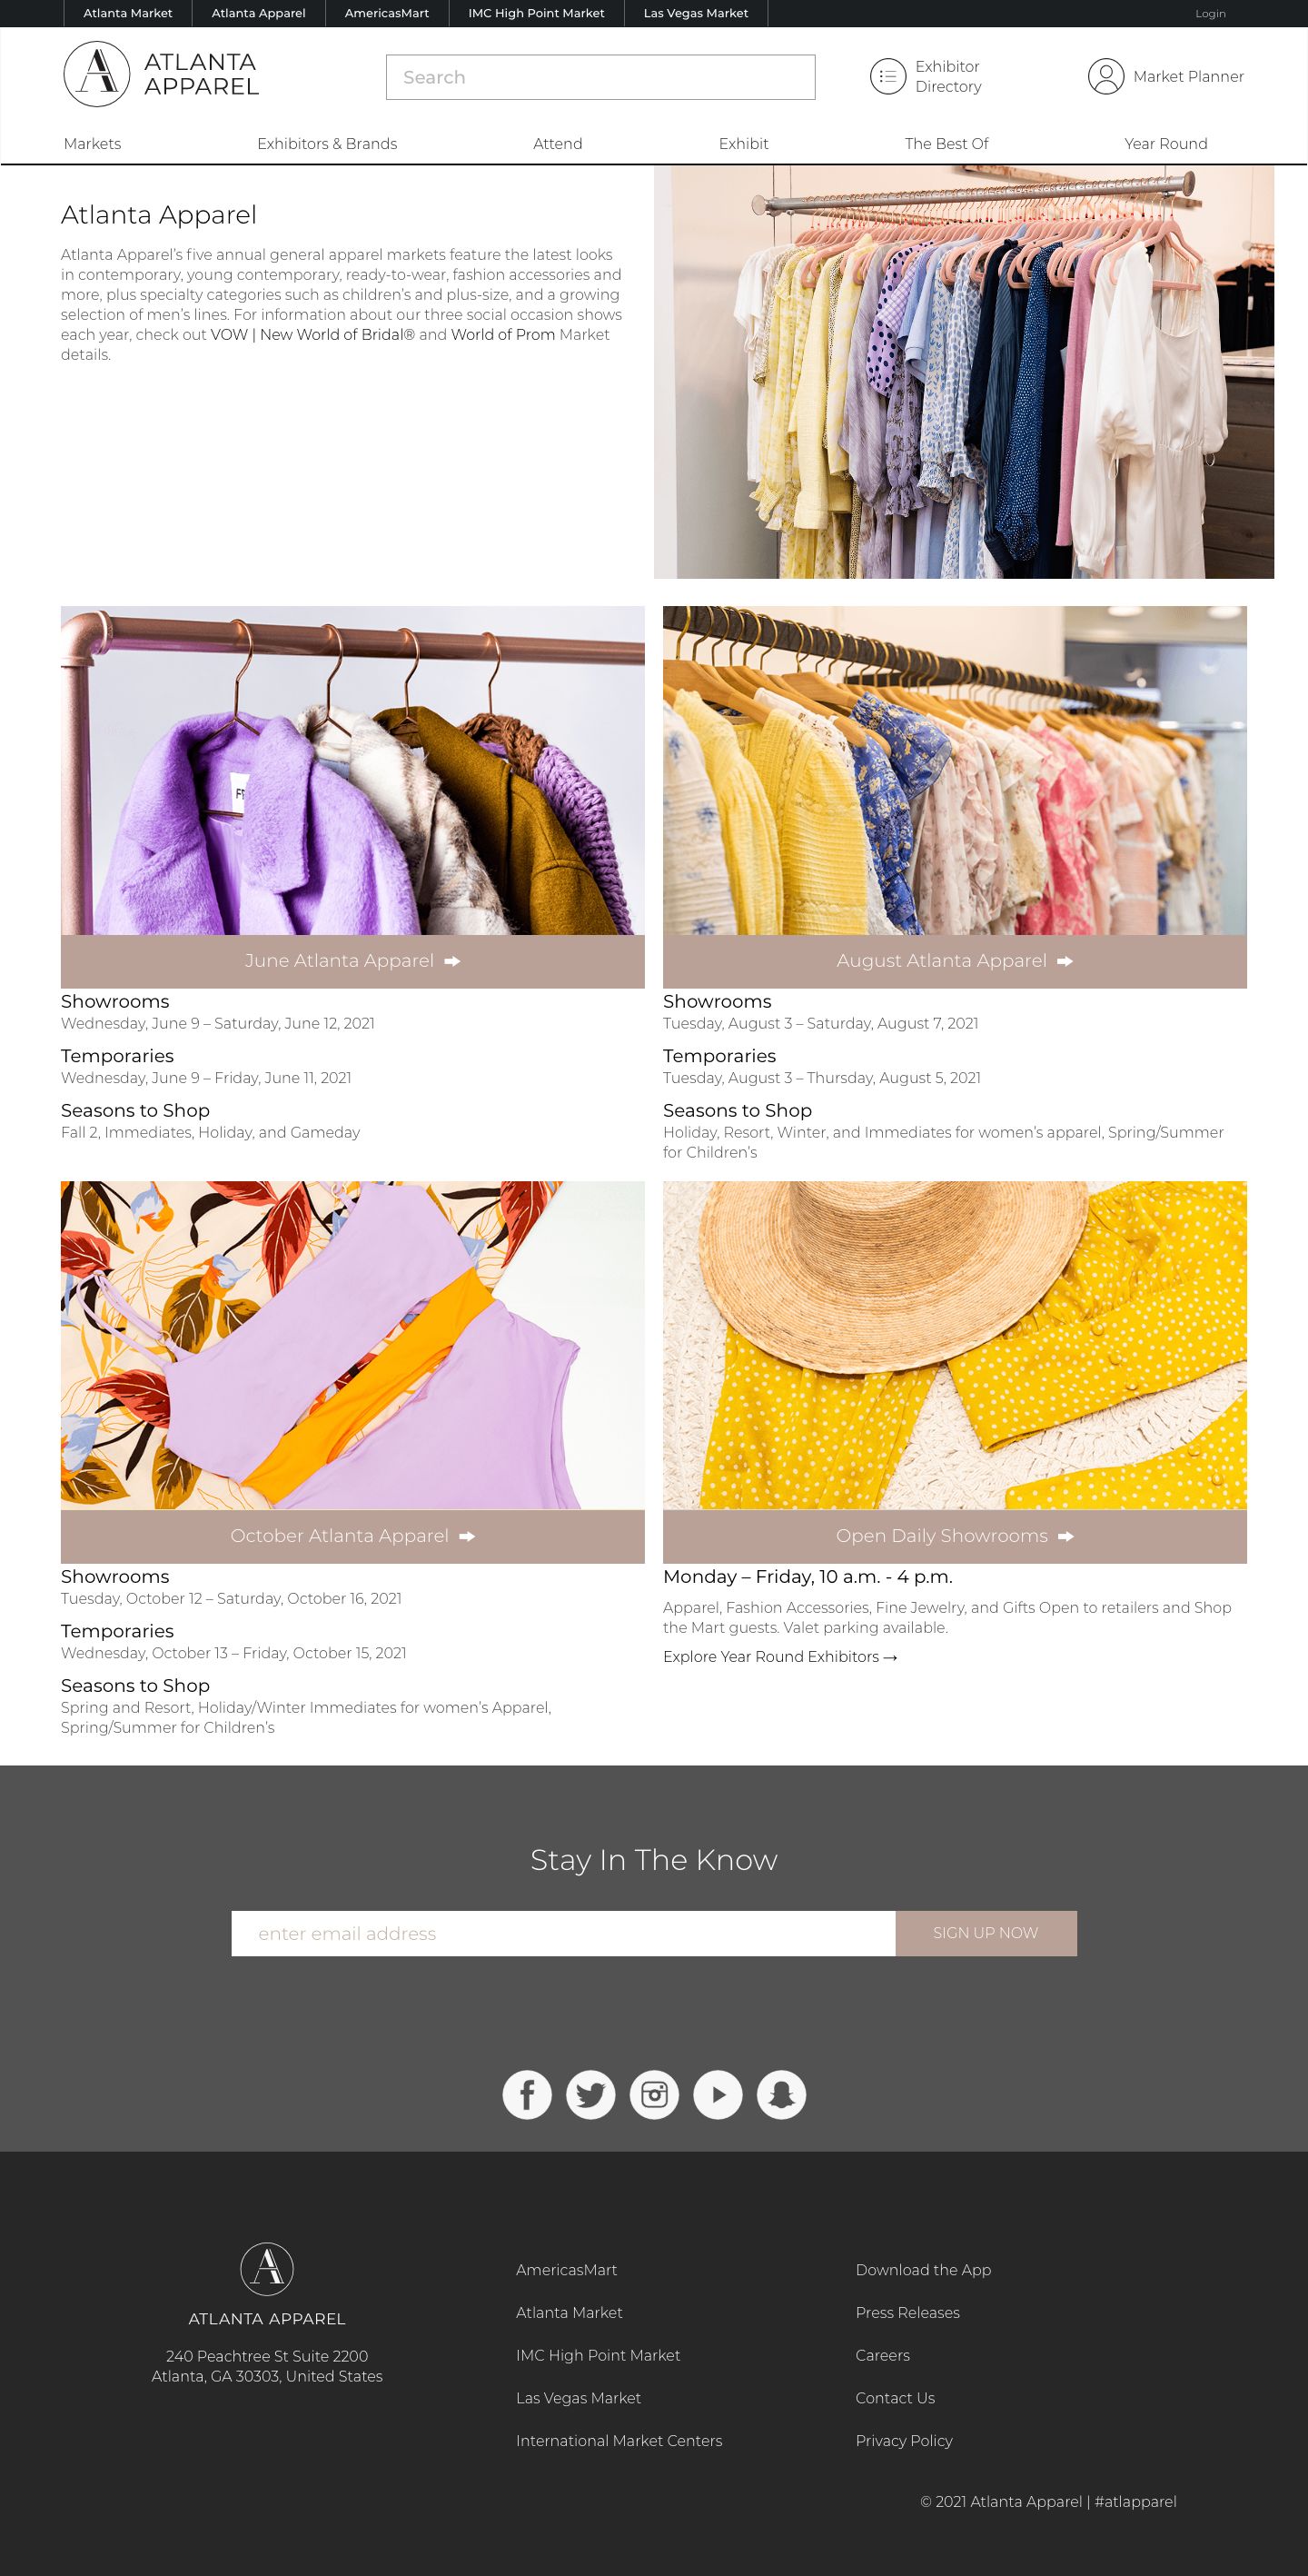 Atlanta Market
Atlanta Apparel
AmericasMart
IMC High Point Market
Las Vegas Market
Login
ATLANTA
APPAREL
Search
Exhibitor
Directory
Market Planner
Markets
Exhibitors & Brands
Attend
Exhibit
The Best Of
Year Round
Atlanta Apparel
Atlanta Apparel’s five annual general apparel markets feature the latest looks
in contemporary, young contemporary, ready-to-wear, fashion accessories and
more, plus specialty categories such as children’s and plus-size, and a growing
selection of men’s lines. For information about our three social occasion shows
each year, check out VOW | New World of Bridal® and World of Prom Market
details.
June Atlanta Apparel
Showrooms
Wednesday, June 9 – Saturday, June 12, 2021
Temporaries
Wednesday, June 9 – Friday, June 11, 2021
Seasons to Shop
Fall 2, Immediates, Holiday, and Gameday
August Atlanta Apparel
Showrooms
Tuesday, August 3 – Saturday, August 7, 2021
Temporaries
Tuesday, August 3 – Thursday, August 5, 2021
Seasons to Shop
Holiday, Resort, Winter, and Immediates for women’s apparel, Spring/Summer
for Children’s
October Atlanta Apparel
Showrooms
Tuesday, October 12 – Saturday, October 16, 2021
Temporaries
Wednesday, October 13 – Friday, October 15, 2021
Seasons to Shop
Spring and Resort, Holiday/Winter Immediates for women’s Apparel,
Spring/Summer for Children’s
Open Daily Showrooms
Monday – Friday, 10 a.m. - 4 p.m.
Apparel, Fashion Accessories, Fine Jewelry, and Gifts Open to retailers and Shop
the Mart guests. Valet parking available.
Explore Year Round Exhibitors →
Stay In The Know
enter email address
SIGN UP NOW
ATLANTA APPAREL
240 Peachtree St Suite 2200
Atlanta, GA 30303, United States
AmericasMart
Atlanta Market
IMC High Point Market
Las Vegas Market
International Market Centers
Download the App
Press Releases
Careers
Contact Us
Privacy Policy
© 2021 Atlanta Apparel | #atlapparel